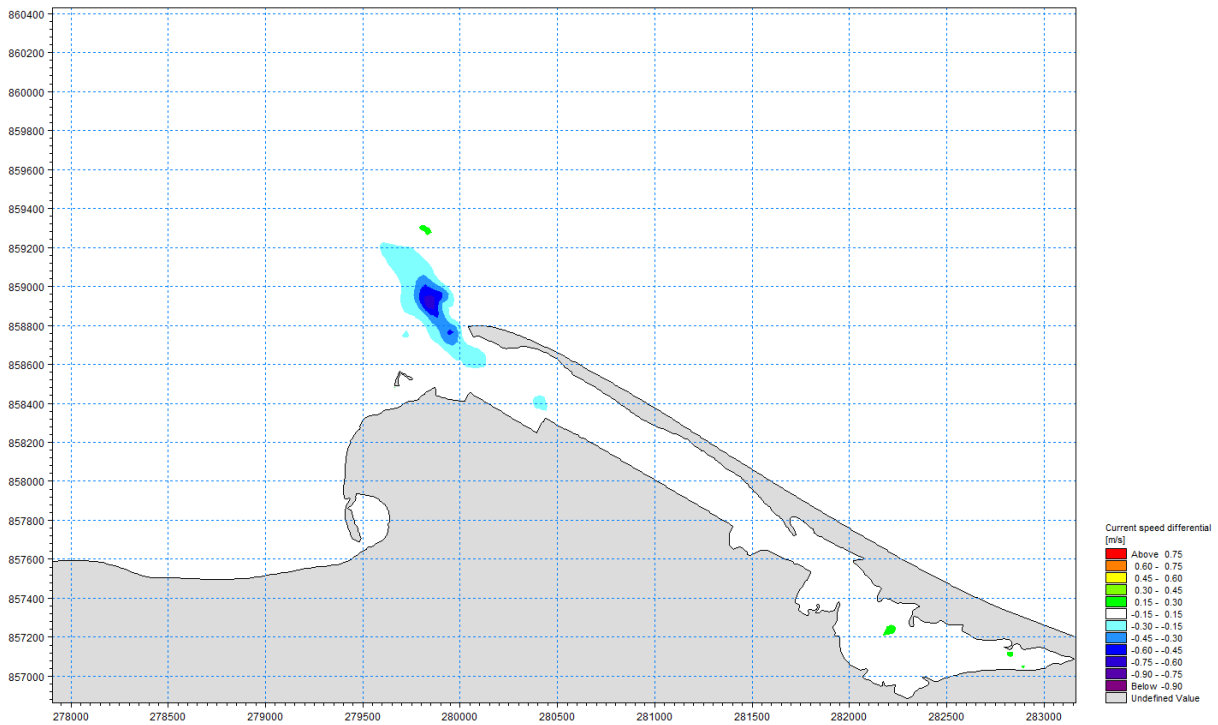 860400
860200
860000
859800
859600
859400
859200
859000
858800
858600
858400
858200
858000
857800
857600
857400
857200
857000
278000 278500 279000 279500 280000 280500 281000 281500 282000 282500 283000
Current speed differential
[m/s]
Above 0.75
0.60 - 0.75
0.45 - 0.60
0.30 - 0.45
0.15 - 0.30
-0.15 - 0.15
-0.30 - -0.15
-0.45 - -0.30
-0.60 - -0.45
-0.75 - -0.60
-0.90 - -0.75
Below -0.90
Undefined Value